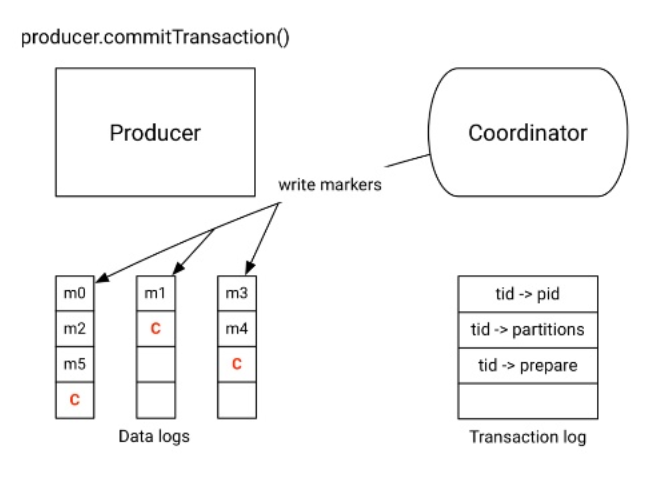 producer.commitTransaction()
Producer
Coordinator
write markers
m0
m2
m5
C
m1
C
m3
m4
C
Data logs
tid -> pid
tid -> partitions
tid -> prepare
Transaction log